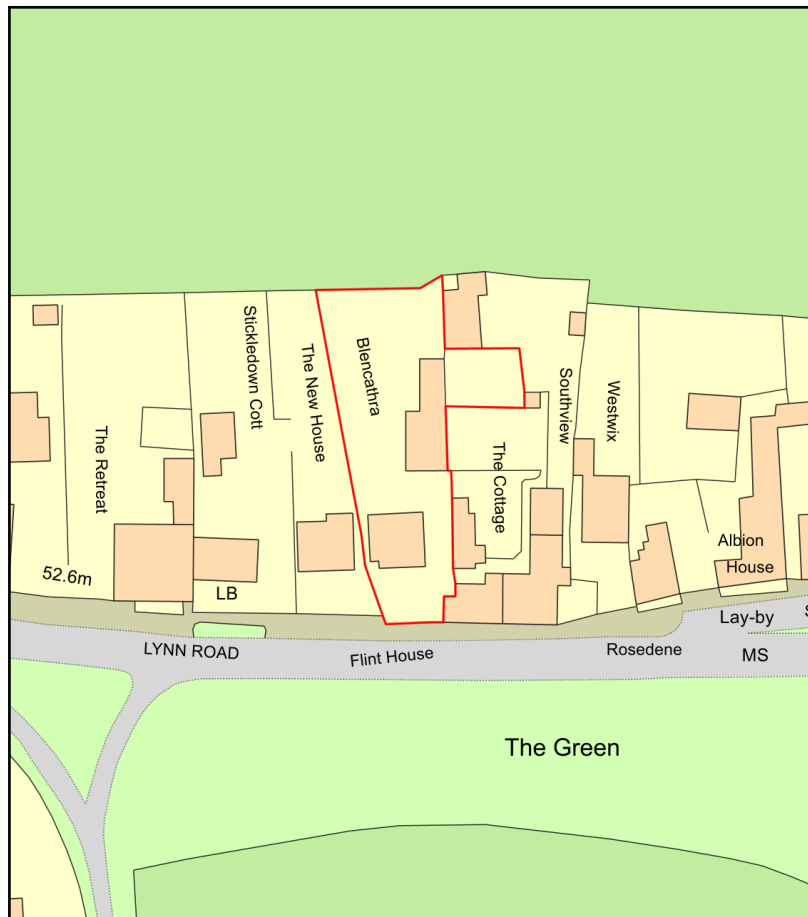 Stickledown Cott
The New House
Blencathra
Southview
Westwix
The Retreat
The Cottage
Albion
House
52.6m
LB
Lay-by
S
LYNN ROAD
Flint House
Rosedene
MS
The Green